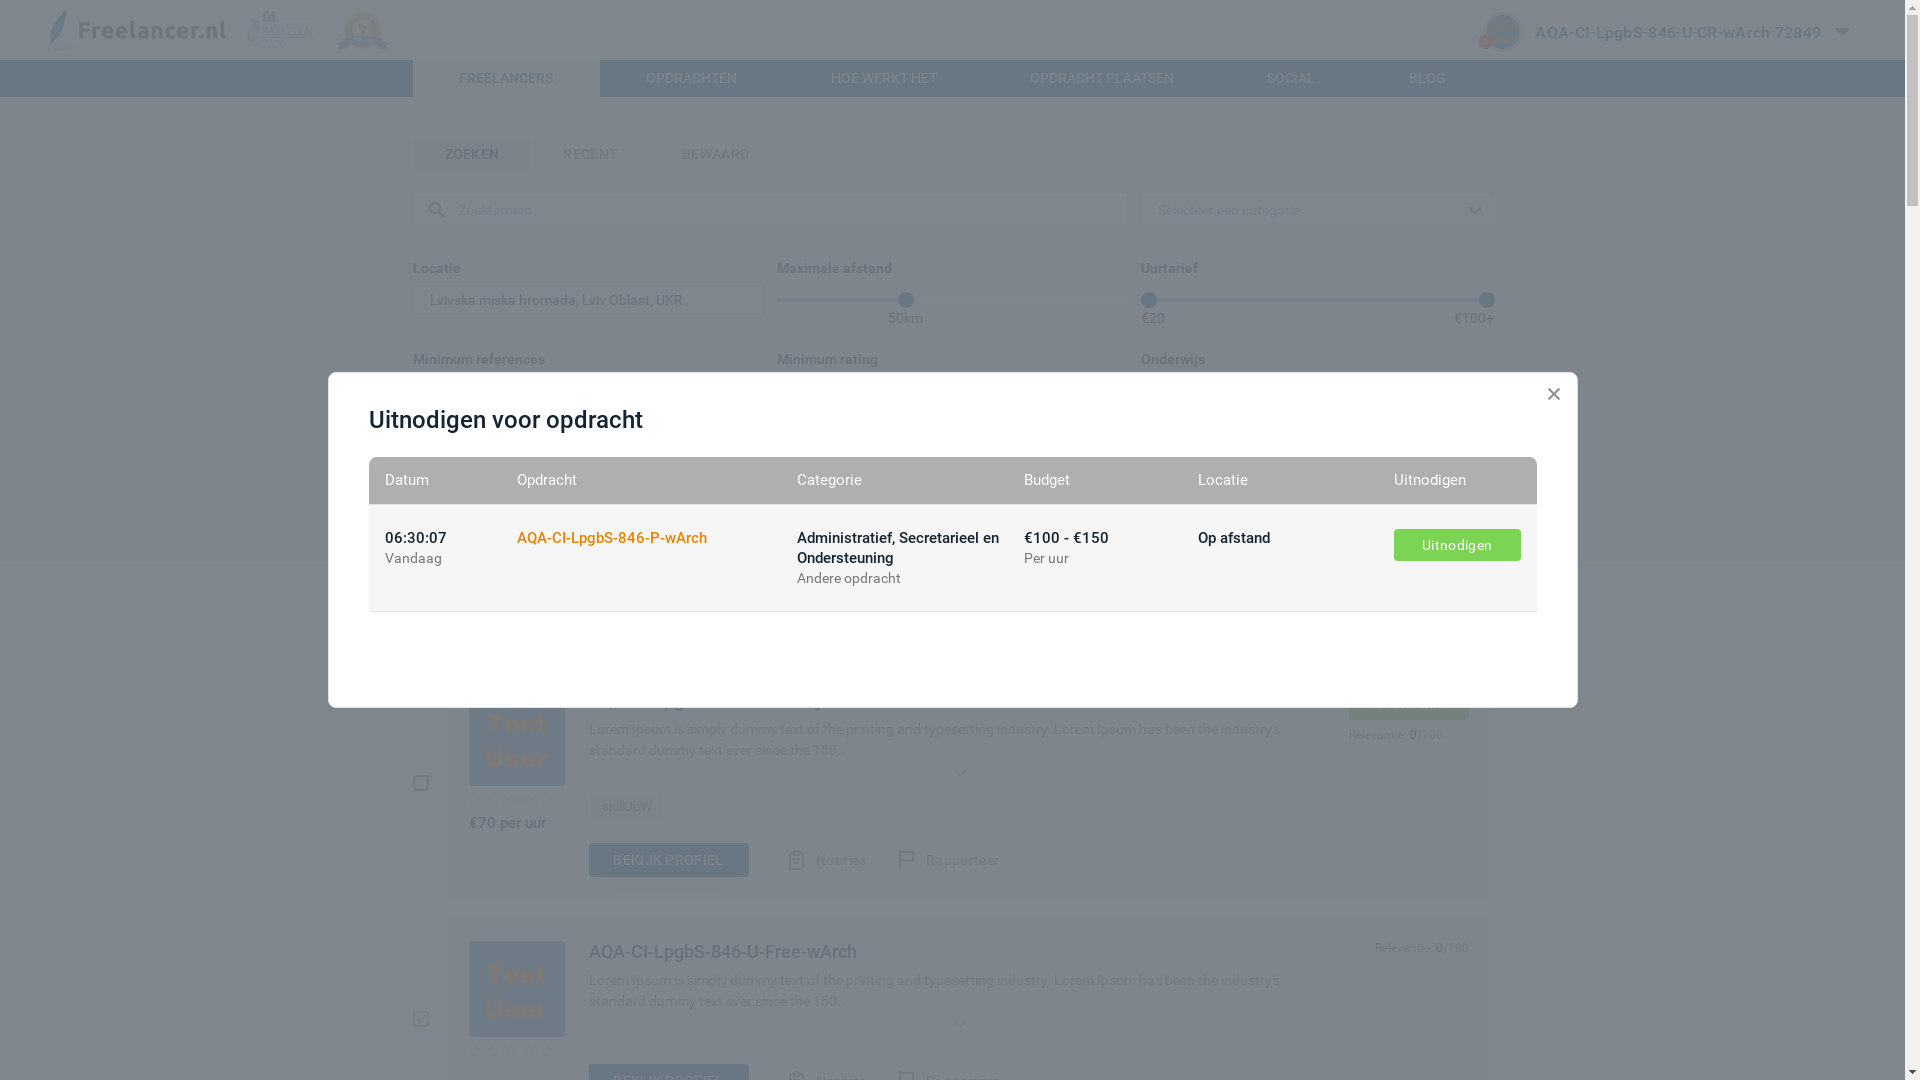 Freelancer.nl
fd.
AQA-CI-LpgbS-846-U-CR-wArch 72849
FREELANCERS
OPDRACHTEN
HOE WERKT HET
OPDRACHT PLAATSEN
SOCIAL
BLOG
ZOEKEN
RECENT
BEWAARD
Zoektermen
Selecteer een categorie
Locatie
Maximale afstand
Uurtarief
Lvivska miska hromada, Lviv Oblast, UKR
50km
€20
€100+
Minimum references
Minimum rating
Onderwijs
Uitnodigen voor opdracht
Datum
Opdracht
Categorie
Budget
Locatie
Uitnodigen
06:30:07
Vandaag
AQA-CI-LpgbS-846-P-wArch
Administratief, Secretarieel en
Ondersteuning
Andere opdracht
€100 - €150
Per uur
Op afstand
Uitnodigen
Test
User
Lorem Ipsum is simply dummy text of the printing and typesetting industry. Lorem Ipsum has been the industry's
standard dummy text ever since the 150...
Relevantie: 0/100
€70 per uur
BEKIJK PROFIEL
Notities
Rapporteer
Test
User
AQA-CI-LpgbS-846-U-Free-wArch
Relevantie: 0/100
Lorem Ipsum is simply dummy text of the printing and typesetting industry. Lorem Ipsum has been the industry's
standard dummy text ever since the 150...
BEKIJK PROFIEL
Notities
Rapporteer